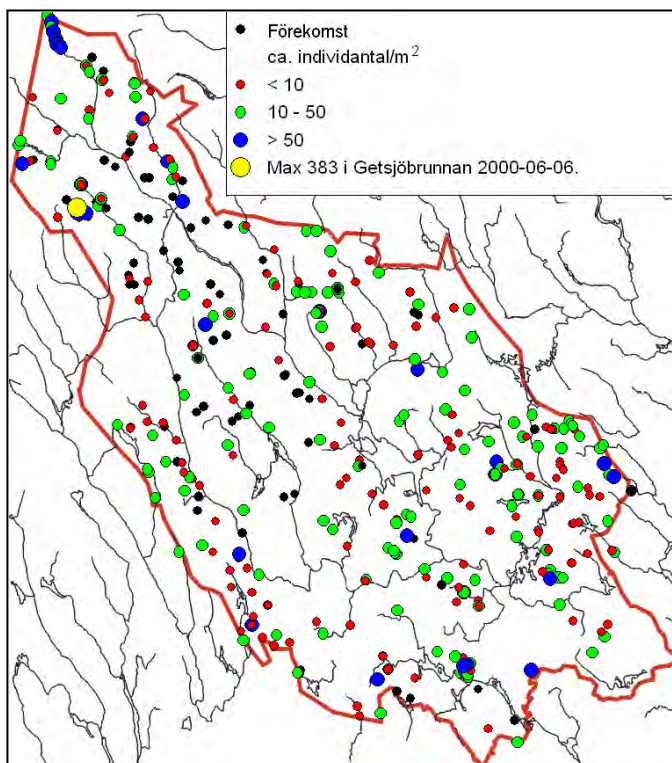 Förekomst
ca. individantal/m²
< 10
10 - 50
> 50
Max 383 i Getsjöbrunnan 2000-06-06.